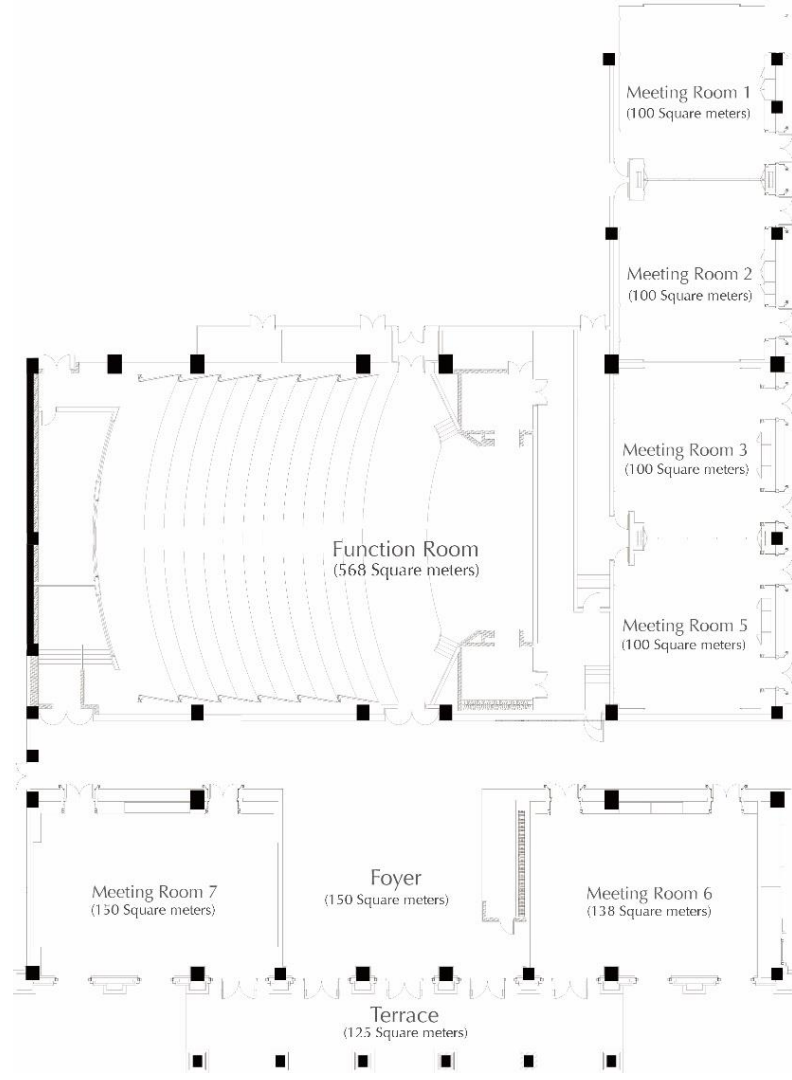 Meeting Room 1
(100 Square meters)
Meeting Room 2
(100 Square meters)
Meeting Room 3
(100 Square meters)
Function Room
(568 Square meters)
Meeting Room 5
(100 Square meters)
Meeting Room 7
(150 Square meters)
Foyer
(150 Square meters)
Meeting Room 6
(138 Square meters)
Terrace
(125 Square meters)